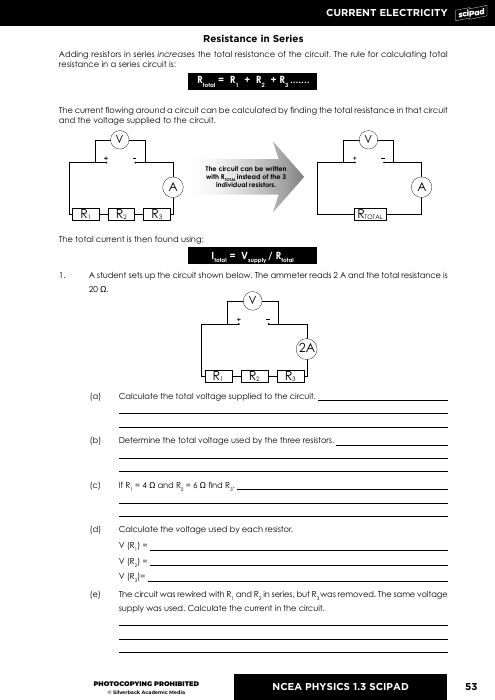 CURRENT ELECTRICITY scipad
Resistance in Series
Adding resistors in series increases the total resistance of the circuit. The rule for calculating total
resistance in a series circuit is:
Rtotal = R1 + R2 + R3 .......
The current flowing around a circuit can be calculated by finding the total resistance in that circuit
and the voltage supplied to the circuit.
V
+ -
A
R1 R2 R3
The circuit can be written
with RTOTAL instead of the 3
individual resistors.
V
+ -
A
RTOTAL
The total current is then found using:
Itotal = Vsupply / Rtotal
1. A student sets up the circuit shown below. The ammeter reads 2 A and the total resistance is
20 Ω.
V
+ -
2A
R1 R2 R3
(a) Calculate the total voltage supplied to the circuit.
(b) Determine the total voltage used by the three resistors.
(c) If R1 = 4 Ω and R2 = 6 Ω find R3.
(d) Calculate the voltage used by each resistor.
V (R1) =
V (R2) =
V (R3)=
(e) The circuit was rewired with R1 and R2 in series, but R3 was removed. The same voltage
supply was used. Calculate the current in the circuit.
PHOTOCOPYING PROHIBITED
© Silverback Academic Media
NCEA PHYSICS 1.3 SCIPAD 53